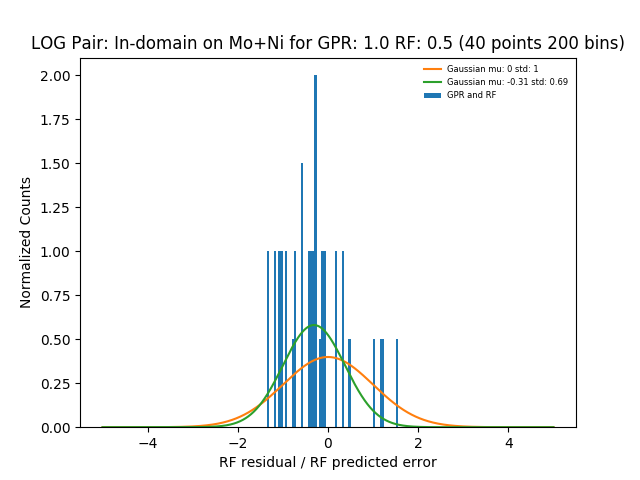 LOG Pair: In-domain on Mo+Ni for GPR: 1.0 RF: 0.5 (40 points 200 bins)
Gaussian mu: 0 std: 1
Gaussian mu: -0.31 std: 0.69
GPR and RF
Normalized Counts
2.00
1.75
1.50
1.25
1.00
0.75
0.50
0.25
0.00
−4 −2 0 2 4
RF residual / RF predicted error